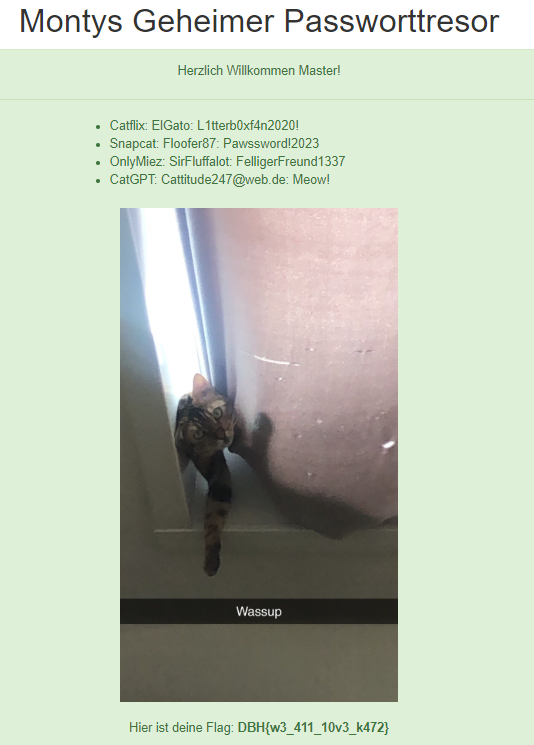 Montys Geheimer Passworttresor
Herzlich Willkommen Master!
Catflix: ElGato: L1tterb0xf4n2020!
Snapcat: Floofer87: Pawssword!2023
OnlyMiez: SirFluffalot: FelligerFreund1337
CatGPT: Cattitude247@web.de: Meow!
Wassup
Hier ist deine Flag: DBH{w3_411_10v3_k472}